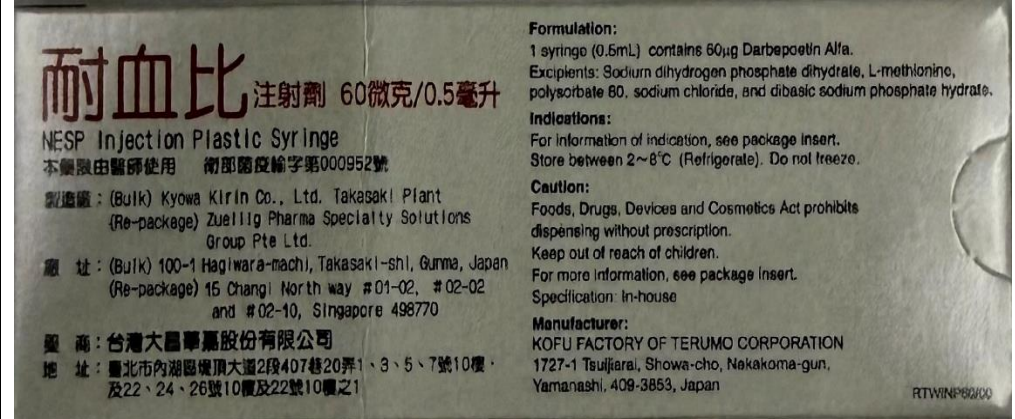 耐血比 注射劑 60微克/0.5毫升
NESP Injection Plastic Syringe
本藥限由醫師使用 衛部菌疫輸字第000952號
製造廠：(Bulk) Kyowa Kirin Co., Ltd. Takasaki Plant
(Re-package) Zuellig Pharma Specialty Solutions
Group Pte Ltd.
廠 址：(Bulk) 100-1 Hagiwara-machi, Takasaki-shi, Gunma, Japan
(Re-package) 15 Changi North way #01-02, #02-02
and #02-10, Singapore 498770
藥 商：台灣大昌華嘉股份有限公司
地 址：臺北市內湖區堤頂大道2段407巷20弄1、3、5、7號10樓，
及22、24、26號10樓及22號10樓之1
Formulation:
1 syringe (0.5mL) contains 60μg Darbepoetin Alfa.
Excipients: Sodium dihydrogen phosphate dihydrate, L-methionine,
polysorbate 80, sodium chloride, and dibasic sodium phosphate hydrate.
Indications:
For information of indication, see package insert.
Store between 2~8℃ (Refrigerate). Do not freeze.
Caution:
Foods, Drugs, Devices and Cosmetics Act prohibits
dispensing without prescription.
Keep out of reach of children.
For more information, see package insert.
Specification: In-house
Manufacturer:
KOFU FACTORY OF TERUMO CORPORATION
1727-1 Tsuijiarai, Showa-cho, Nakakoma-gun,
Yamanashi, 409-3853, Japan
RTWINP60/00